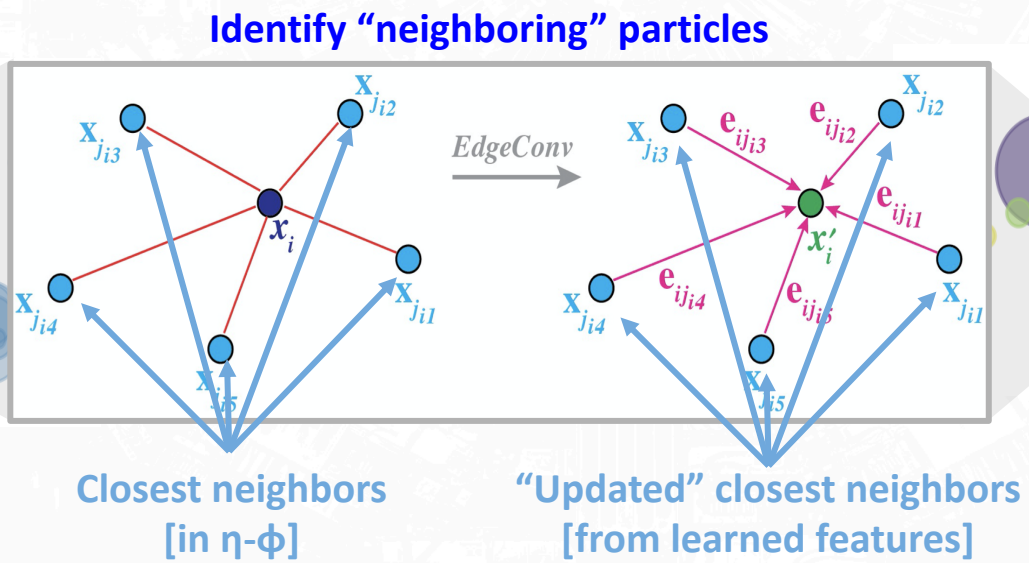 Identify “neighboring” particles
x_{j_{i3}}
x_{j_{i2}}
x_i
x_{j_{i4}}
x_{j_{i1}}
x_{j_{i5}}
EdgeConv
x_{j_{i3}}
e_{ij_{i3}}
e_{ij_{i2}}
x_{j_{i2}}
e_{ij_{i1}}
x′_i
e_{ij_{i4}}
e_{ij_{i5}}
x_{j_{i4}}
x_{j_{i1}}
x_{j_{i5}}
Closest neighbors
[in η-ϕ]
“Updated” closest neighbors
[from learned features]